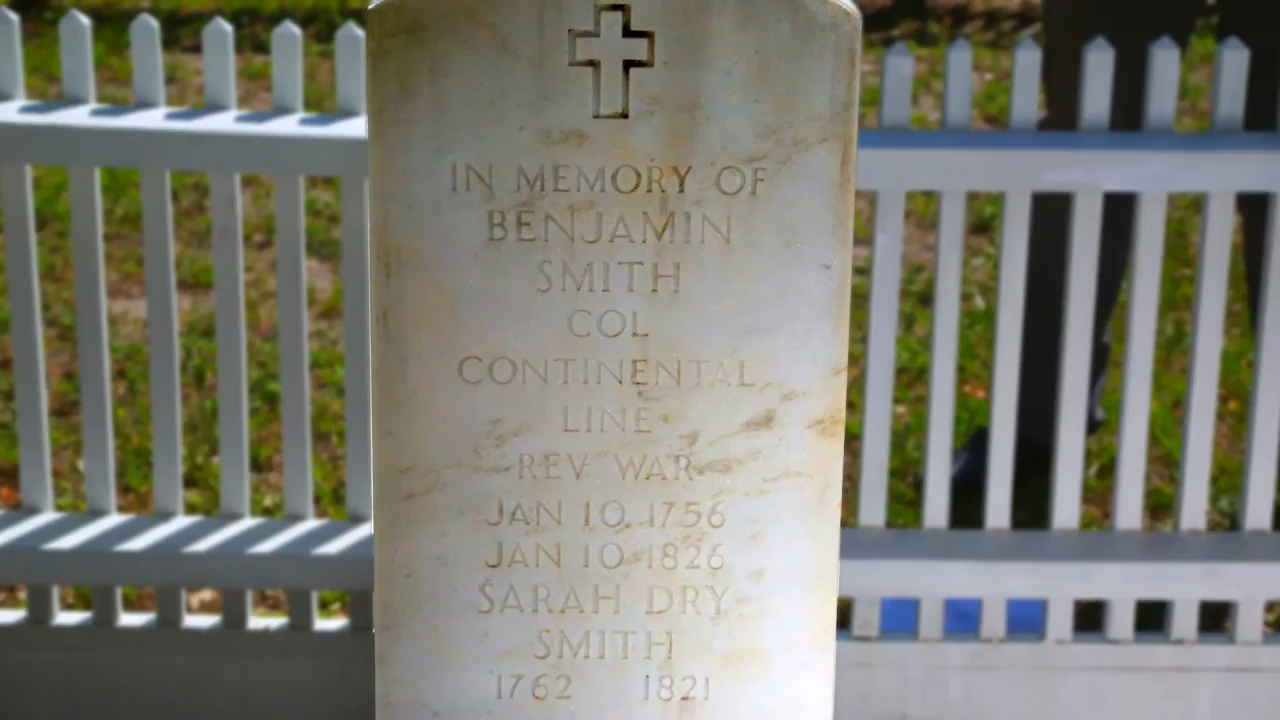 IN MEMORY OF
BENJAMIN
SMITH
COL
CONTINENTAL
LINE
REV WAR
JAN 10 1756
JAN 10 1826
SARAH DRY
SMITH
1762 1821